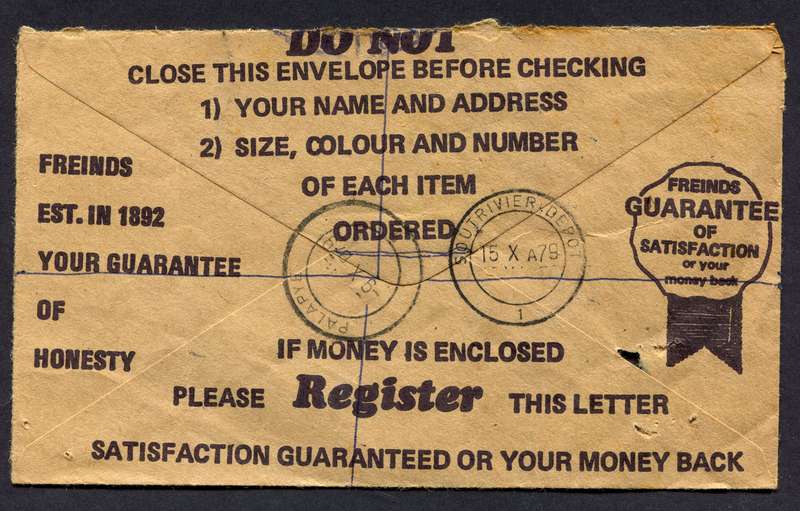 DO NOT
CLOSE THIS ENVELOPE BEFORE CHECKING
1) YOUR NAME AND ADDRESS
2) SIZE, COLOUR AND NUMBER
OF EACH ITEM
ORDERED
FREINDS
EST. IN 1892
YOUR GUARANTEE
OF
HONESTY
FREINDS
GUARANTEE
OF
SATISFACTION
or your
money back
PALAPYE
SOUTRIVIER-DEPOT
15 X A79
1
IF MONEY IS ENCLOSED
PLEASE Register THIS LETTER
SATISFACTION GUARANTEED OR YOUR MONEY BACK